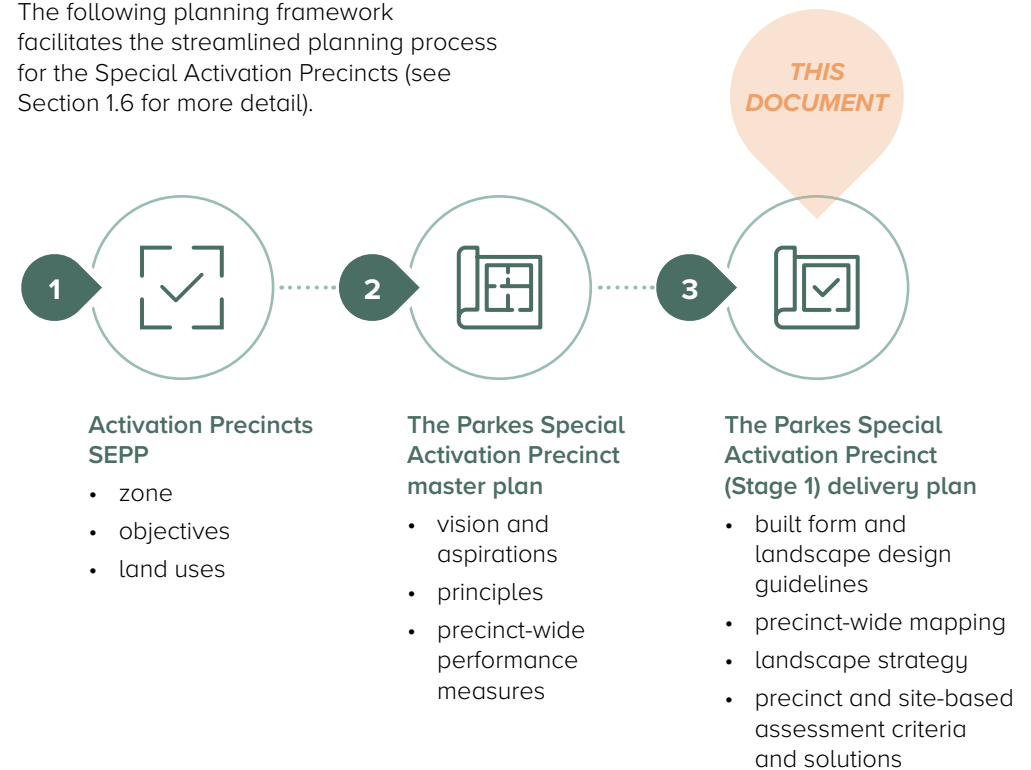 The following planning framework
facilitates the streamlined planning process
for the Special Activation Precincts (see
Section 1.6 for more detail).
THIS
DOCUMENT
1
2
3
Activation Precincts
SEPP
• zone
• objectives
• land uses
The Parkes Special
Activation Precinct
master plan
• vision and
aspirations
• principles
• precinct-wide
performance
measures
The Parkes Special
Activation Precinct
(Stage 1) delivery plan
• built form and
landscape design
guidelines
• precinct-wide mapping
• landscape strategy
• precinct and site-based
assessment criteria
and solutions